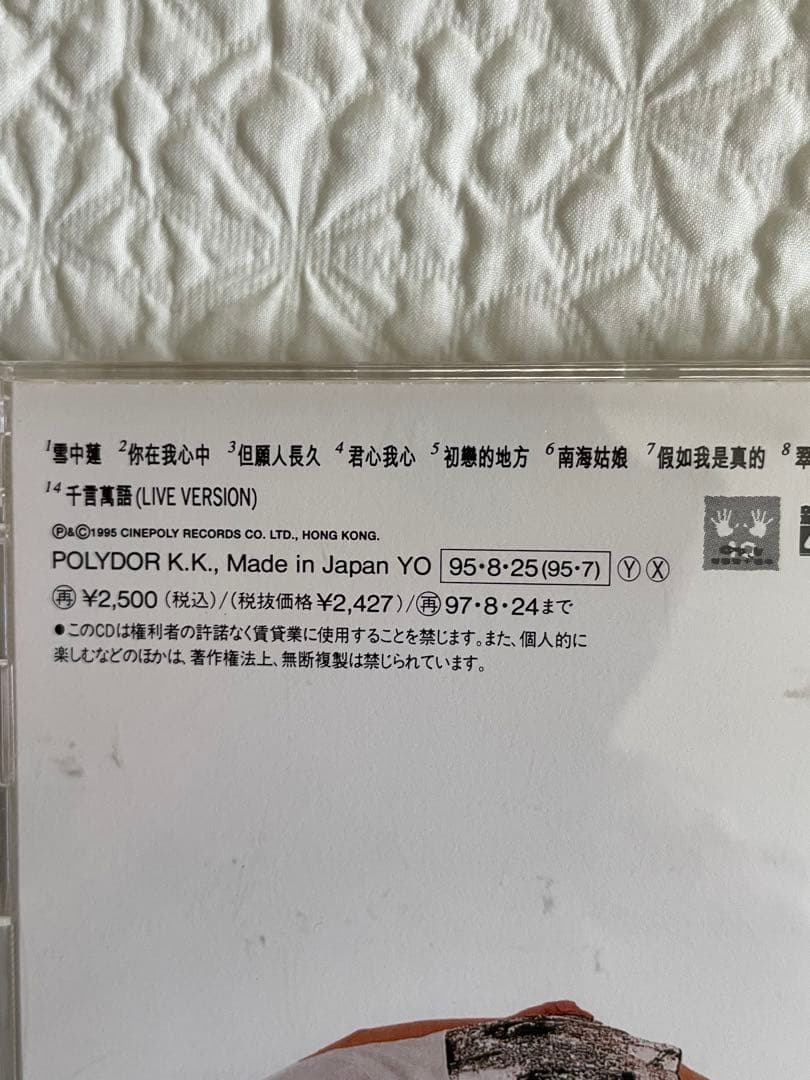 1雪中蓮 2你在我心中 3但願人長久 4君心我心 5初戀的地方 6南海姑娘 7假如我是真的 8翠
14千言萬語(LIVE VERSION)
Ⓟ&©1995 CINEPOLY RECORDS CO. LTD., HONG KONG.
POLYDOR K.K., Made in Japan YO 95・8・25(95・7) Ⓨ Ⓧ
㊢ ¥2,500 (税込)/(税抜価格¥2,427)/再 97・8・24まで
●このCDは権利者の許諾なく賃貸業に使用することを禁じます。また、個人的に
楽しむなどのほかは、著作権法上、無断複製は禁じられています。